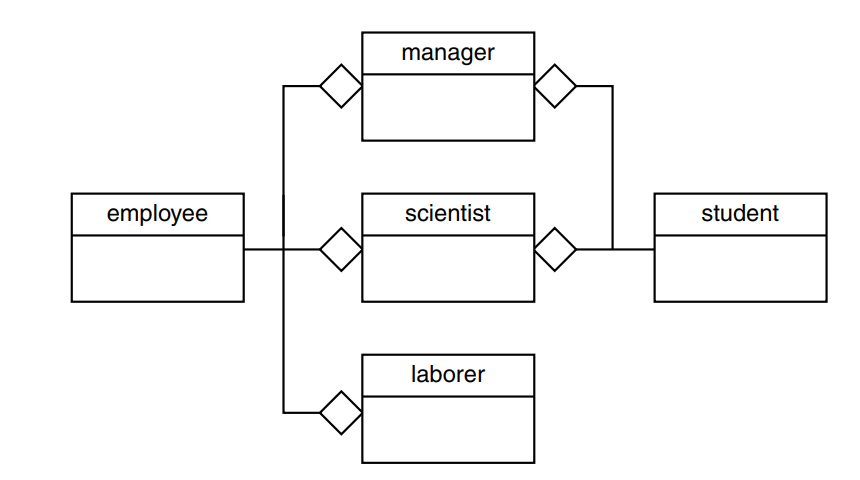 manager
employee
scientist
student
laborer